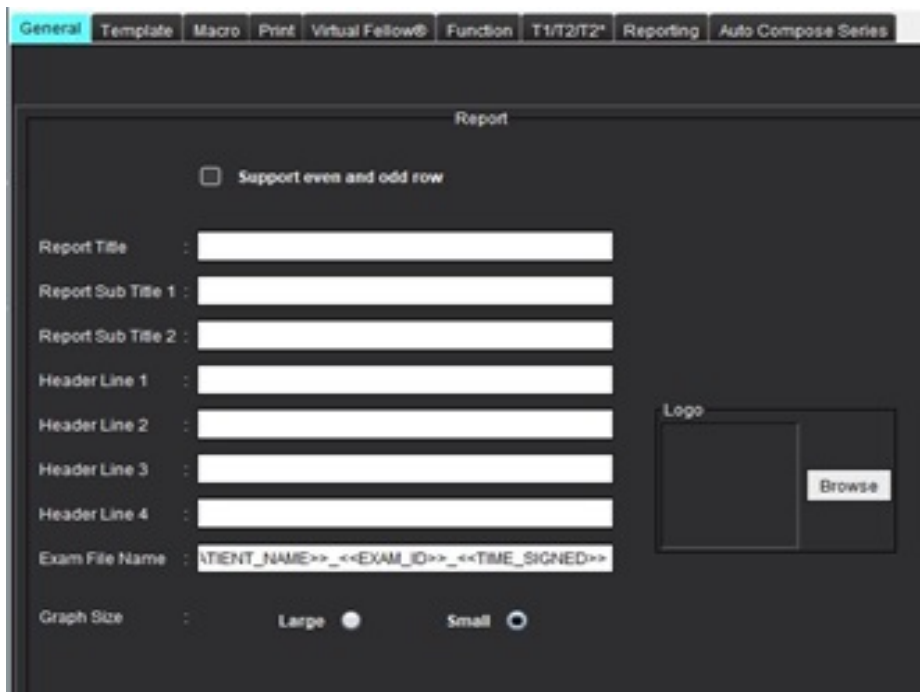 General Template Macro Print Virtual Fellow® Function T1/T2/T2* Reporting Auto Compose Series
Report
Support even and odd row
Report Title :
Report Sub Title 1 :
Report Sub Title 2 :
Header Line 1 :
Header Line 2 :
Header Line 3 :
Header Line 4 :
Logo
Browse
Exam File Name : ATIENT_NAME>>_<<EXAM_ID>>_<<TIME_SIGNED>>
Graph Size : Large Small